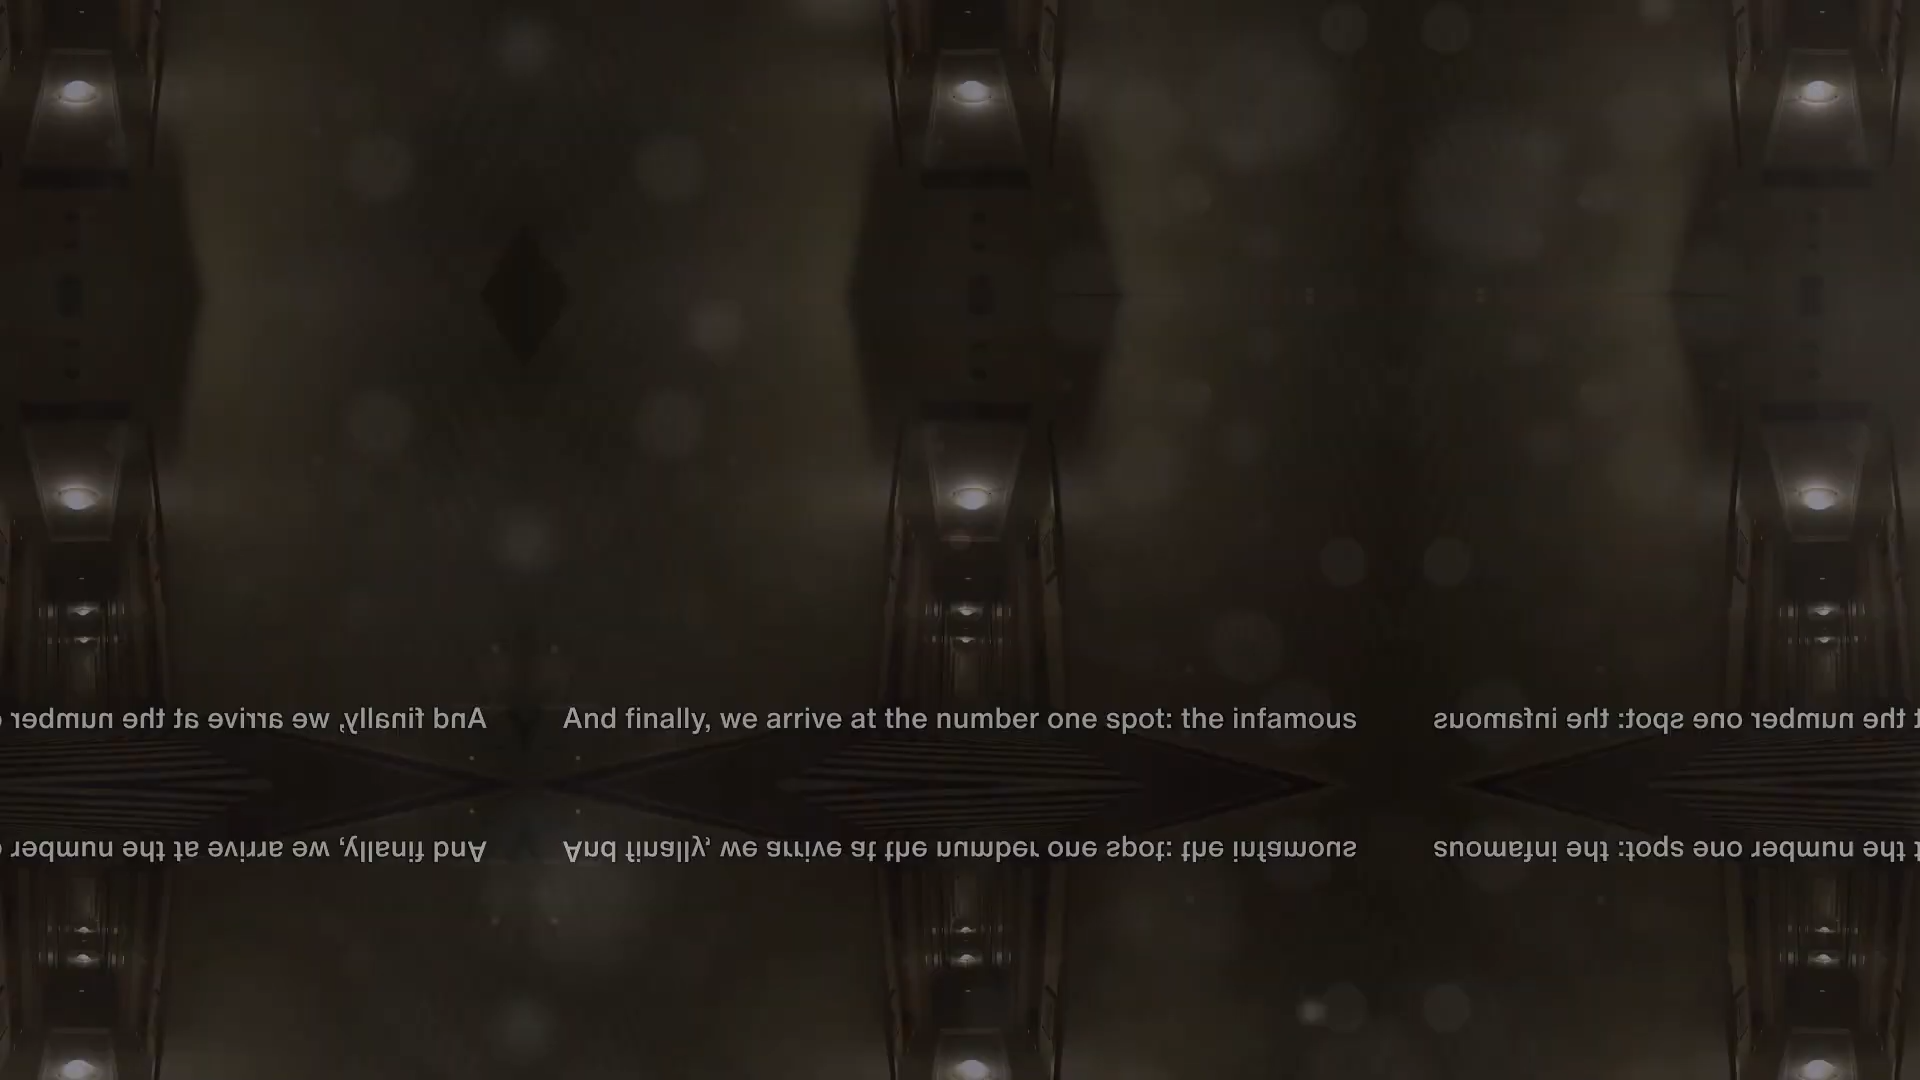 And finally, we arrive at the number one spot: the infamous